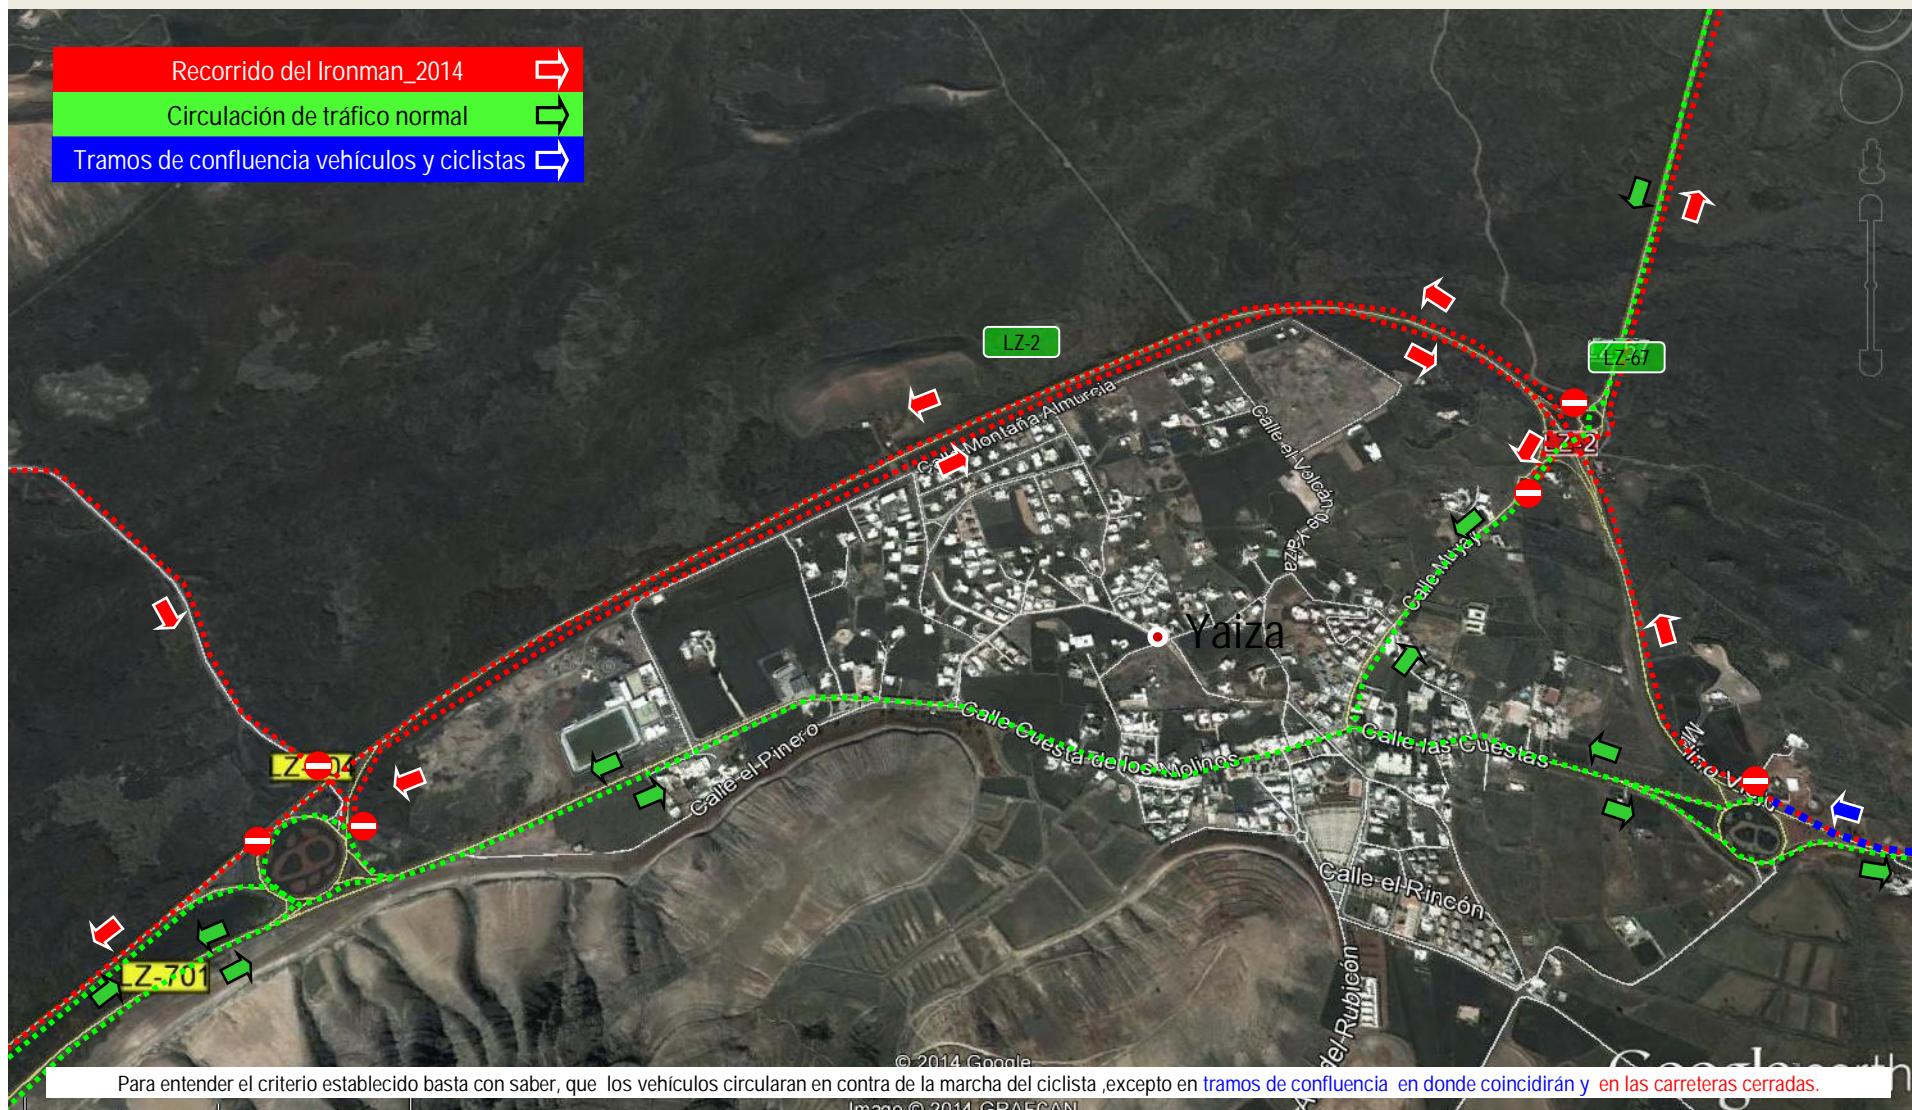 Recorrido del Ironman_2014
Circulación de tráfico normal
Tramos de confluencia vehículos y ciclistas
LZ-2
LZ-67
Calle Montaña Almurcia
Calle el Volcán de
Yaiza
LZ-2
Calle Muyay
Yaiza
Calle el Pinero
Calle Cuesta de los Molinos
Calle las Cuestas
Calle el Rincón
LZ-701
del Rubicón
© 2014 Google
Google earth
Para entender el criterio establecido basta con saber, que los vehículos circularan en contra de la marcha del ciclista ,excepto en tramos de confluencia en donde coincidirán y en las carreteras cerradas.
Image © 2014 GRAFCAN